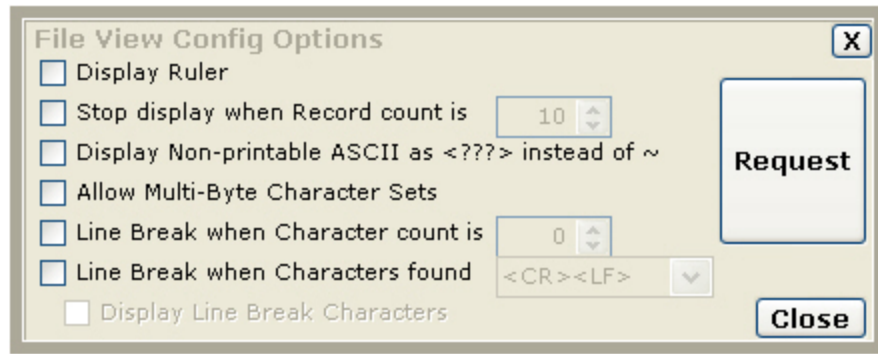 File View Config Options X
Display Ruler
Stop display when Record count is 10
Display Non-printable ASCII as <???> instead of ~
Request
Allow Multi-Byte Character Sets
Line Break when Character count is 0
Line Break when Characters found <CR><LF>
Display Line Break Characters
Close